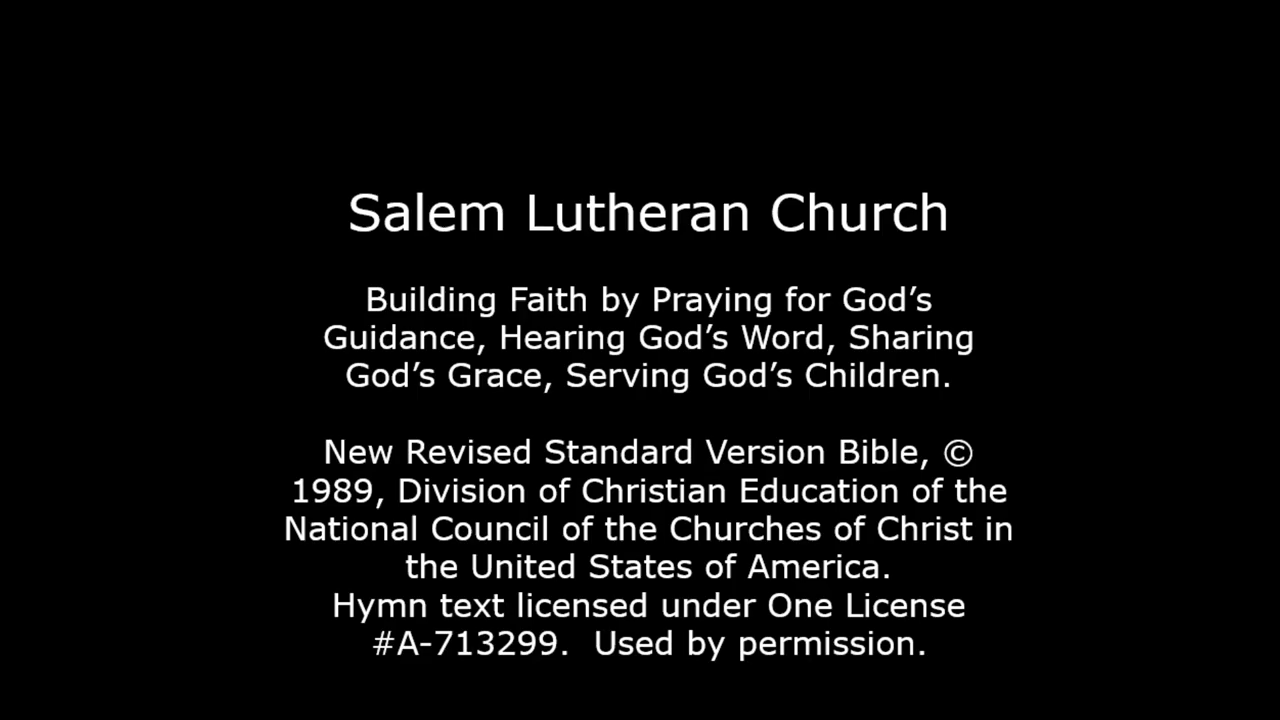 Salem Lutheran Church
Building Faith by Praying for God’s
Guidance, Hearing God’s Word, Sharing
God’s Grace, Serving God’s Children.
New Revised Standard Version Bible, ©
1989, Division of Christian Education of the
National Council of the Churches of Christ in
the United States of America.
Hymn text licensed under One License
#A-713299.  Used by permission.